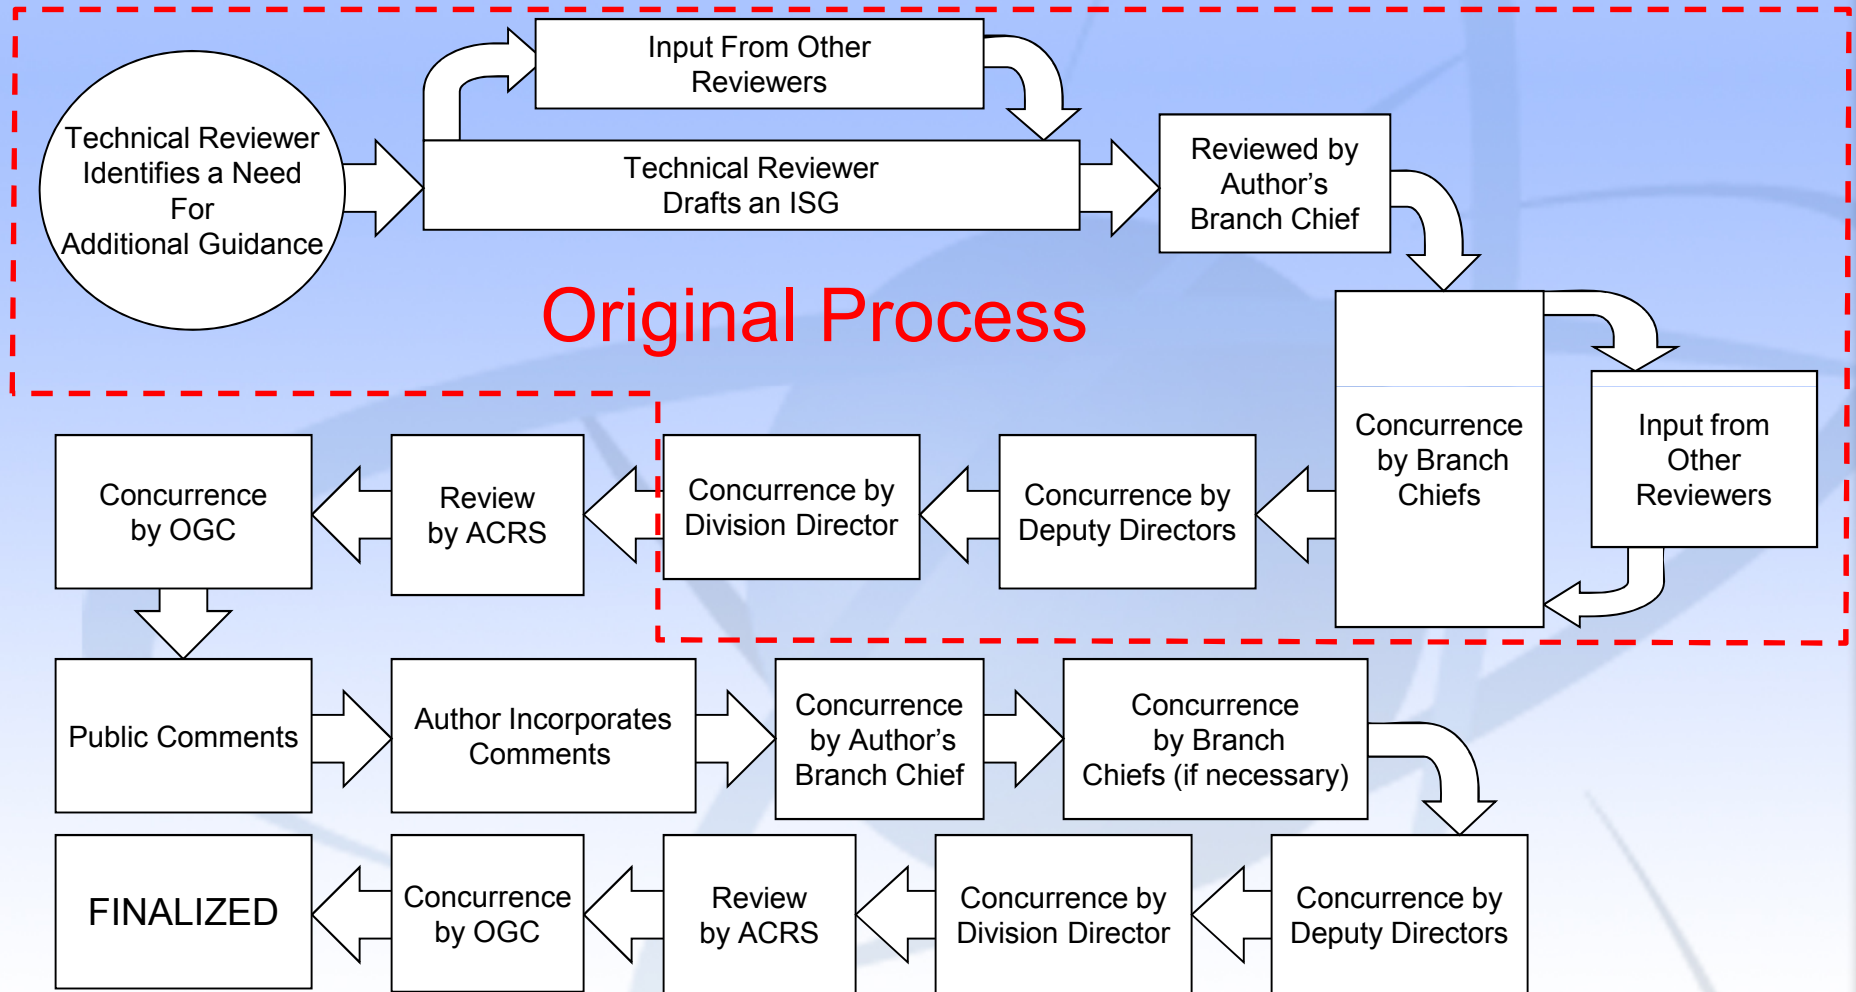 Technical Reviewer
Identifies a Need
For
Additional Guidance
Input From Other
Reviewers
Technical Reviewer
Drafts an ISG
Reviewed by
Author's
Branch Chief
Original Process
Concurrence
by Branch
Chiefs
Input from
Other
Reviewers
Concurrence by
Deputy Directors
Concurrence by
Division Director
Review
by ACRS
Concurrence
by OGC
Public Comments
Author Incorporates
Comments
Concurrence
by Author's
Branch Chief
Concurrence
by Branch
Chiefs (if necessary)
Concurrence by
Deputy Directors
Concurrence by
Division Director
Review
by ACRS
Concurrence
by OGC
FINALIZED